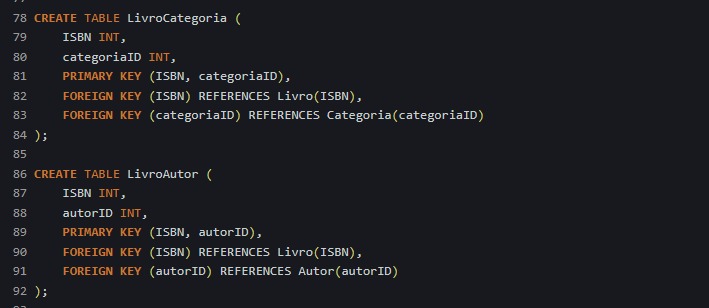 78 CREATE TABLE LivroCategoria (
79     ISBN INT,
80     categoriaID INT,
81     PRIMARY KEY (ISBN, categoriaID),
82     FOREIGN KEY (ISBN) REFERENCES Livro(ISBN),
83     FOREIGN KEY (categoriaID) REFERENCES Categoria(categoriaID)
84 );
85
86 CREATE TABLE LivroAutor (
87     ISBN INT,
88     autorID INT,
89     PRIMARY KEY (ISBN, autorID),
90     FOREIGN KEY (ISBN) REFERENCES Livro(ISBN),
91     FOREIGN KEY (autorID) REFERENCES Autor(autorID)
92 );